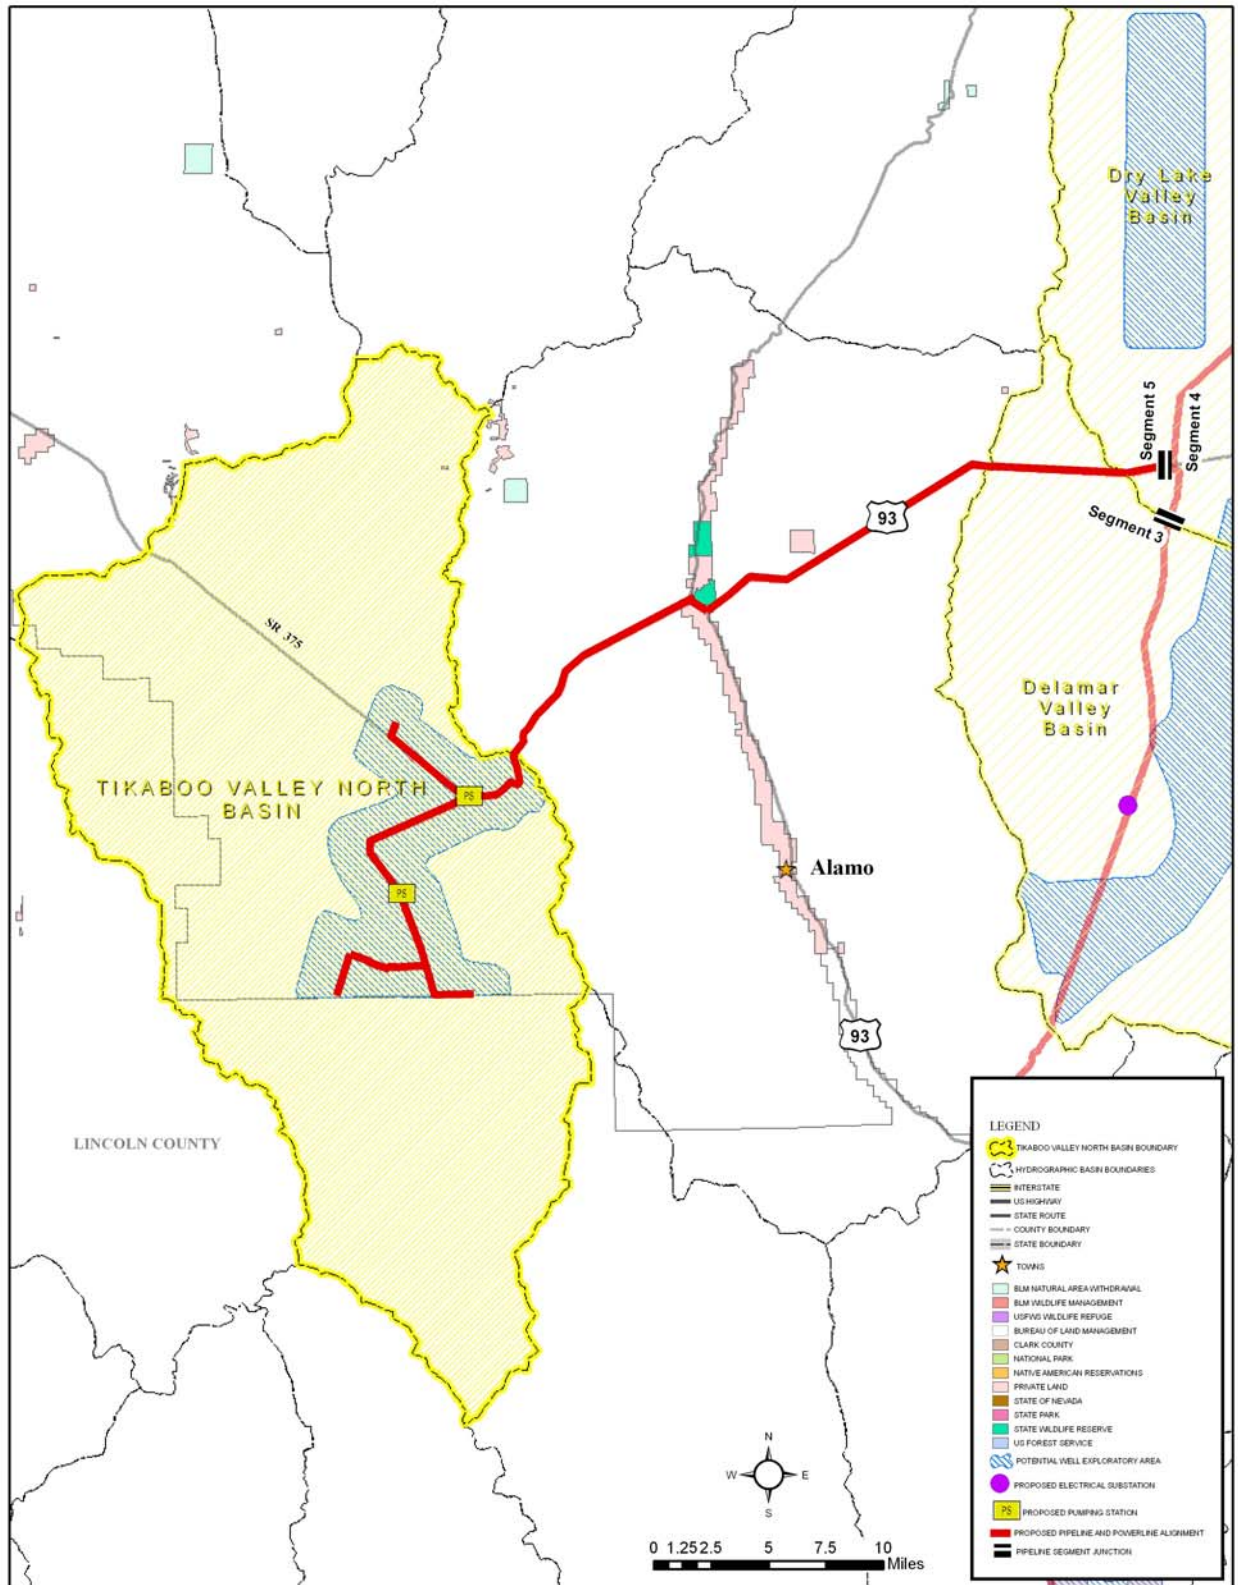 Dry Lake
Valley
Basin
Segment 5
Segment 4
Segment 3
93
SR 375
Delamar
Valley
Basin
TIKABOO VALLEY NORTH
BASIN
PS
PS
Alamo
93
LINCOLN COUNTY
LEGEND
TIKABOO VALLEY NORTH BASIN BOUNDARY
HYDROGRAPHIC BASIN BOUNDARIES
INTERSTATE
US HIGHWAY
STATE ROUTE
COUNTY BOUNDARY
STATE BOUNDARY
TOWNS
BLM NATURAL AREA WITHDRAWAL
BLM WILDLIFE MANAGEMENT
USFWS WILDLIFE REFUGE
BUREAU OF LAND MANAGEMENT
CLARK COUNTY
NATIONAL PARK
NATIVE AMERICAN RESERVATIONS
PRIVATE LAND
STATE OF NEVADA
STATE PARK
STATE WILDLIFE RESERVE
US FOREST SERVICE
POTENTIAL WELL EXPLORATORY AREA
PROPOSED ELECTRICAL SUBSTATION
PS PROPOSED PUMPING STATION
PROPOSED PIPELINE AND POWERLINE ALIGNMENT
PIPELINE SEGMENT JUNCTION
N
W E
S
0 1.25 2.5 5 7.5 10
Miles